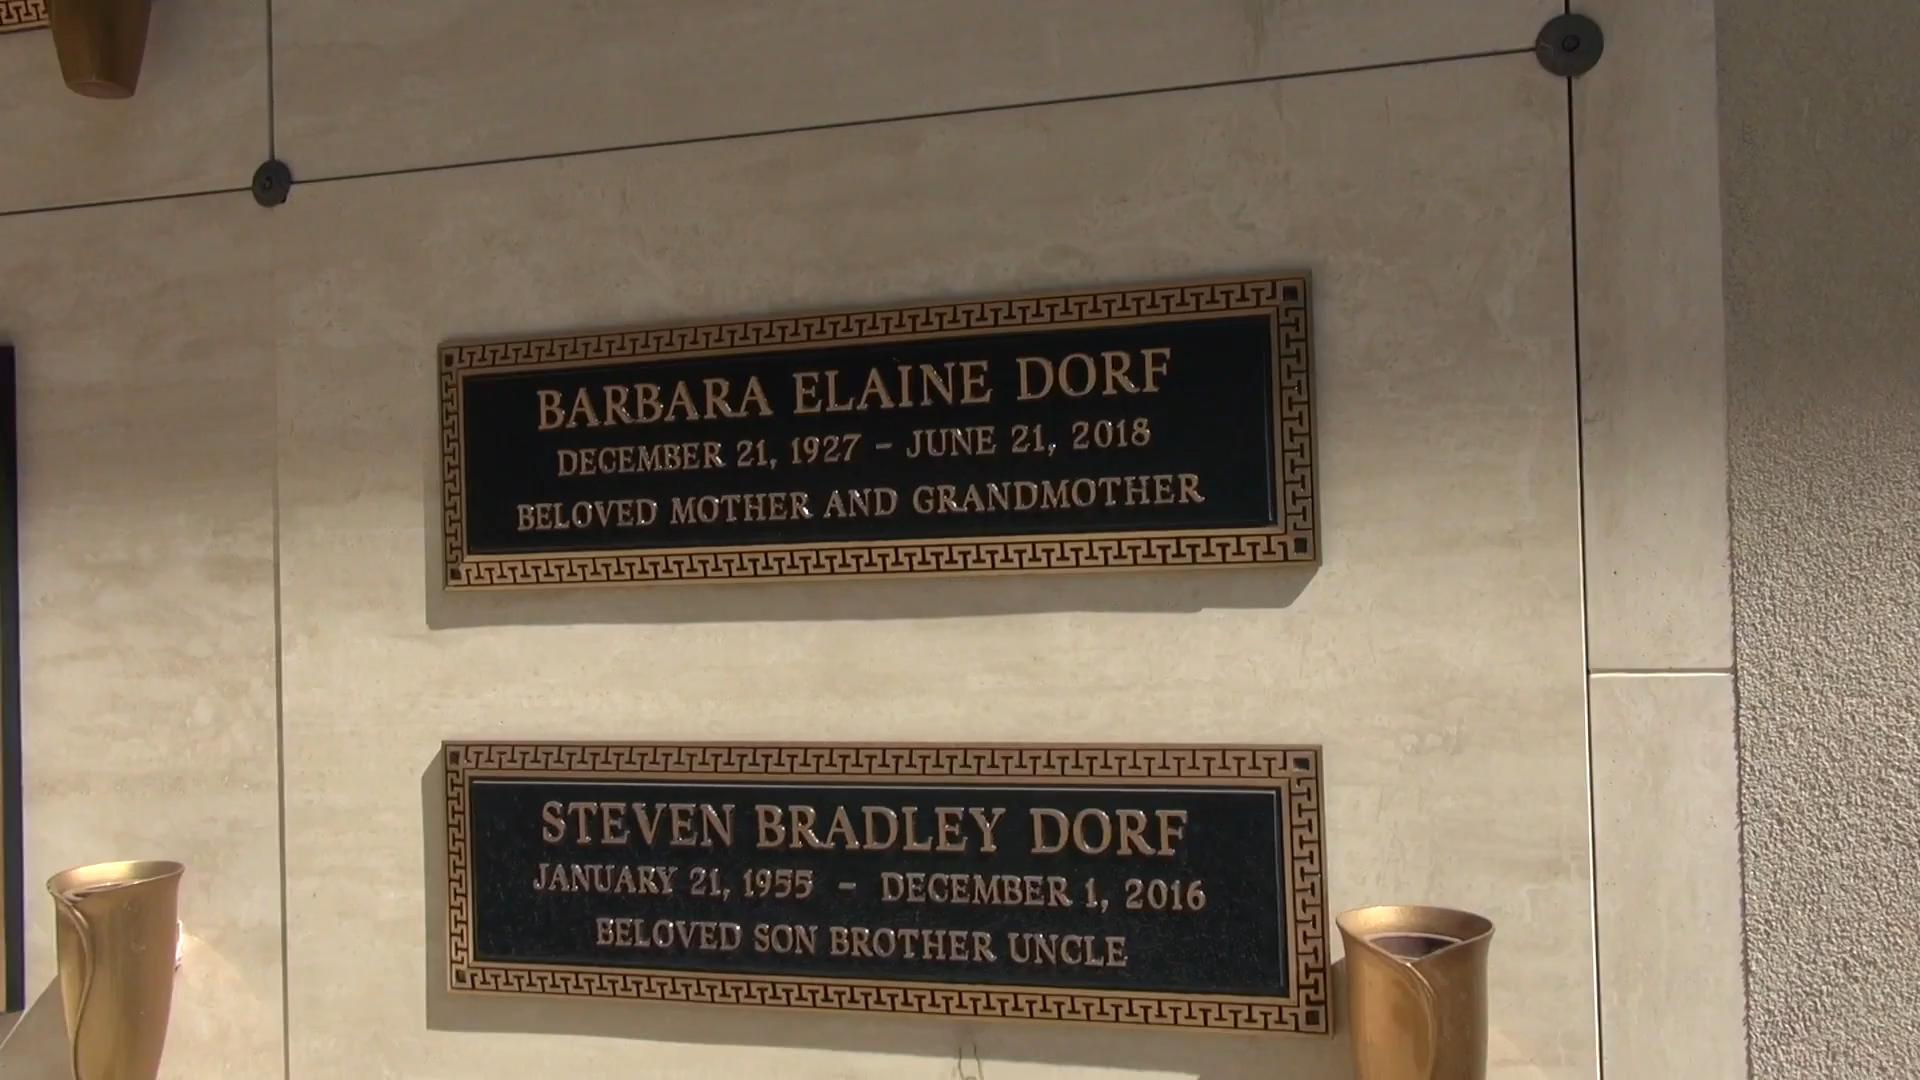 BARBARA ELAINE DORF
DECEMBER 21, 1927 - JUNE 21, 2018
BELOVED MOTHER AND GRANDMOTHER
STEVEN BRADLEY DORF
JANUARY 21, 1955 - DECEMBER 1, 2016
BELOVED SON BROTHER UNCLE